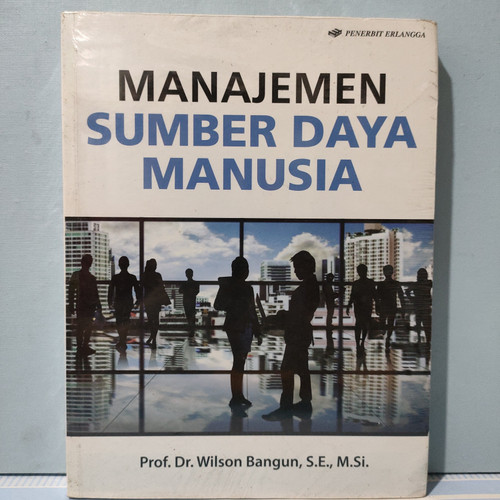 PENERBIT ERLANGGA
MANAJEMEN
SUMBER DAYA
MANUSIA
Prof. Dr. Wilson Bangun, S.E., M.Si.